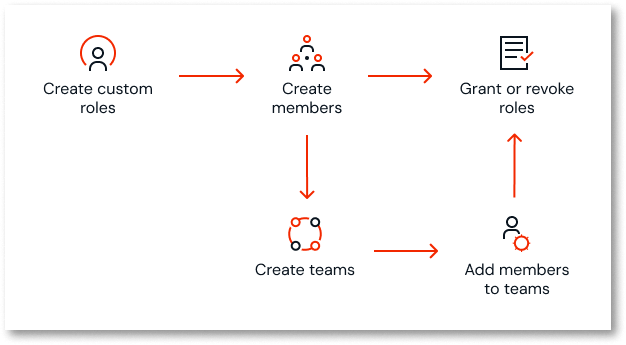 Create custom
roles
Create
members
Grant or revoke
roles
Create teams
Add members
to teams